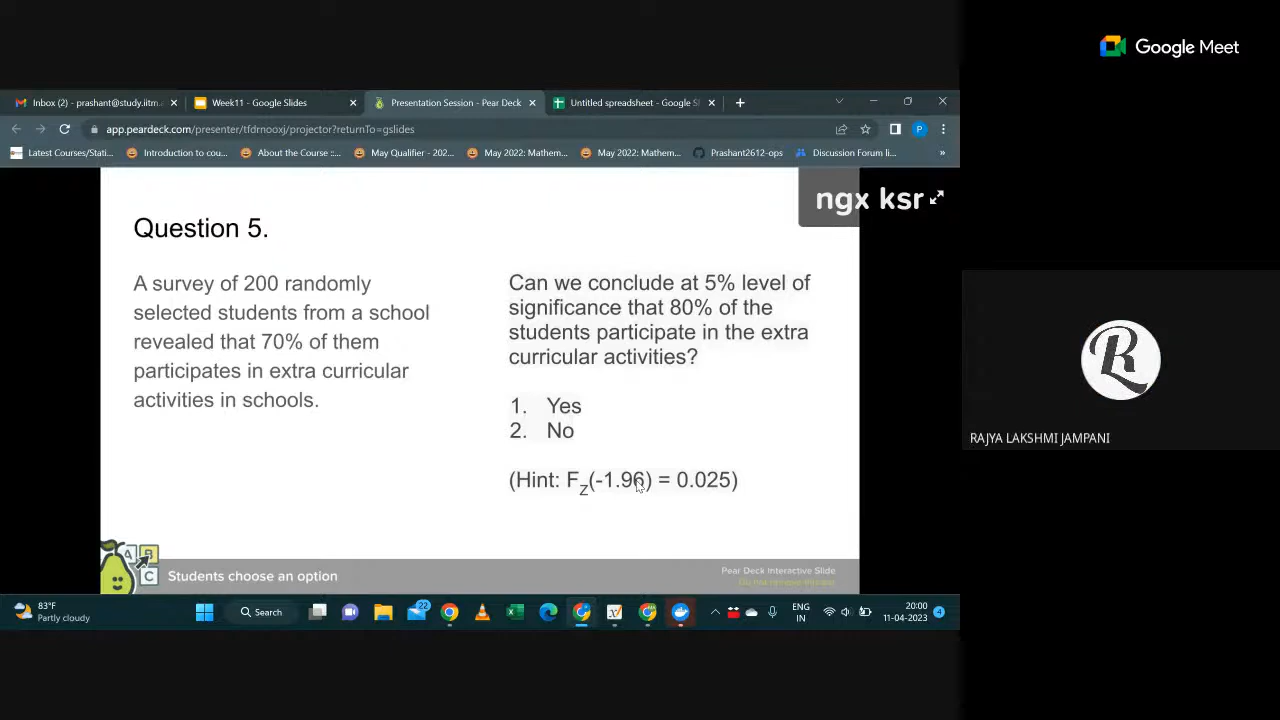 Google Meet
Inbox (2) - prashant@study.iitm.
Week11 - Google Slides
Presentation Session - Pear Deck
Untitled spreadsheet - Google S
app.peardeck.com/presenter/tfdrnooxj/projector?returnTo=gslides
Latest Courses/Stati...
Introduction to cou...
About the Course ::...
May Qualifier - 202...
May 2022: Mathem...
May 2022: Mathem...
Prashant2612-ops
Discussion Forum li...
»
P
ngx ksr
Question 5.
A survey of 200 randomly
selected students from a school
revealed that 70% of them
participates in extra curricular
activities in schools.
Can we conclude at 5% level of
significance that 80% of the
students participate in the extra
curricular activities?
1. Yes
2. No
(Hint: F_Z(-1.96) = 0.025)
A B
C
Students choose an option
Pear Deck Interactive Slide
R
RAJYA LAKSHMI JAMPANI
83°F
Partly cloudy
Search
22
ENG
IN
20:00
11-04-2023
4